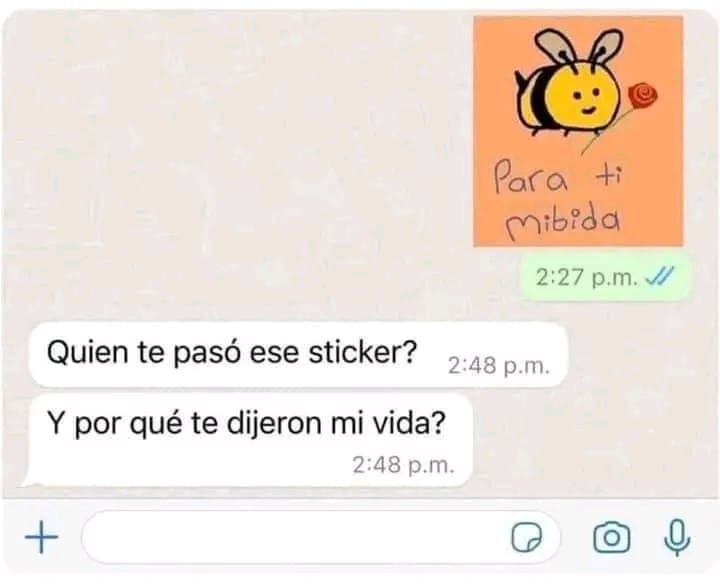 Para ti
mibida
2:27 p.m.
Quien te pasó ese sticker?
2:48 p.m.
Y por qué te dijeron mi vida?
2:48 p.m.